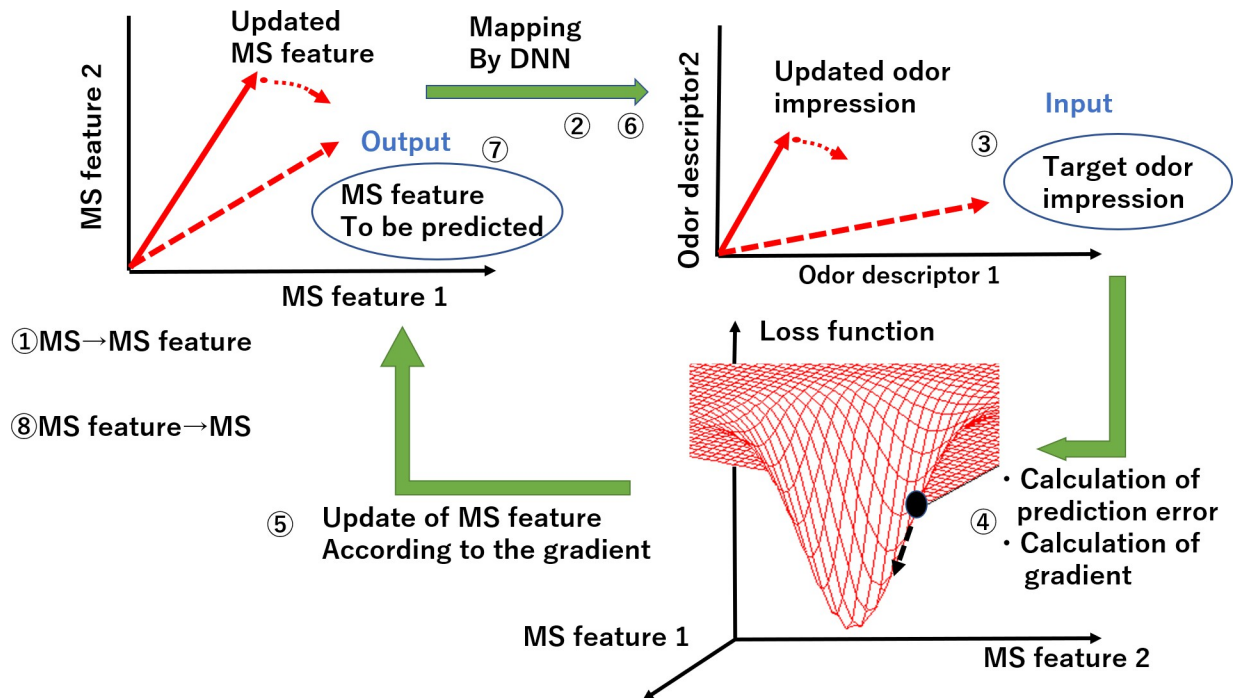 Updated
MS feature
MS feature 2
Output
⑦
MS feature
To be predicted
MS feature 1
Mapping
By DNN
② ⑥
Odor descriptor2
Updated odor
impression
Input
③
Target odor
impression
Odor descriptor 1
①MS→MS feature
⑧MS feature→MS
⑤
Update of MS feature
According to the gradient
Loss function
④
・Calculation of
prediction error
・Calculation of
gradient
MS feature 1
MS feature 2